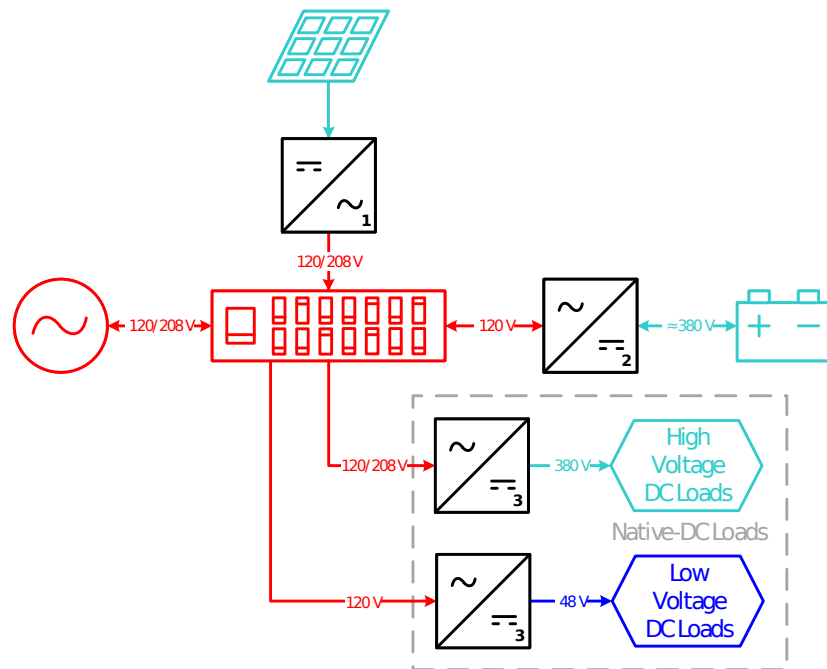 1
120/208 V
120/208 V
120 V
≈380 V
2
High
Voltage
DC Loads
120/208 V
380 V
3
Native-DC Loads
Low
Voltage
DC Loads
120 V
48 V
3